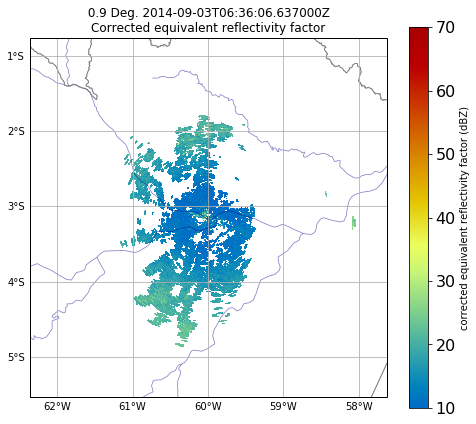 0.9 Deg. 2014-09-03T06:36:06.637000Z
Corrected equivalent reflectivity factor
1°S
2°S
3°S
4°S
5°S
62°W
61°W
60°W
59°W
58°W
70
60
50
40
30
20
10
corrected equivalent reflectivity factor (dBZ)